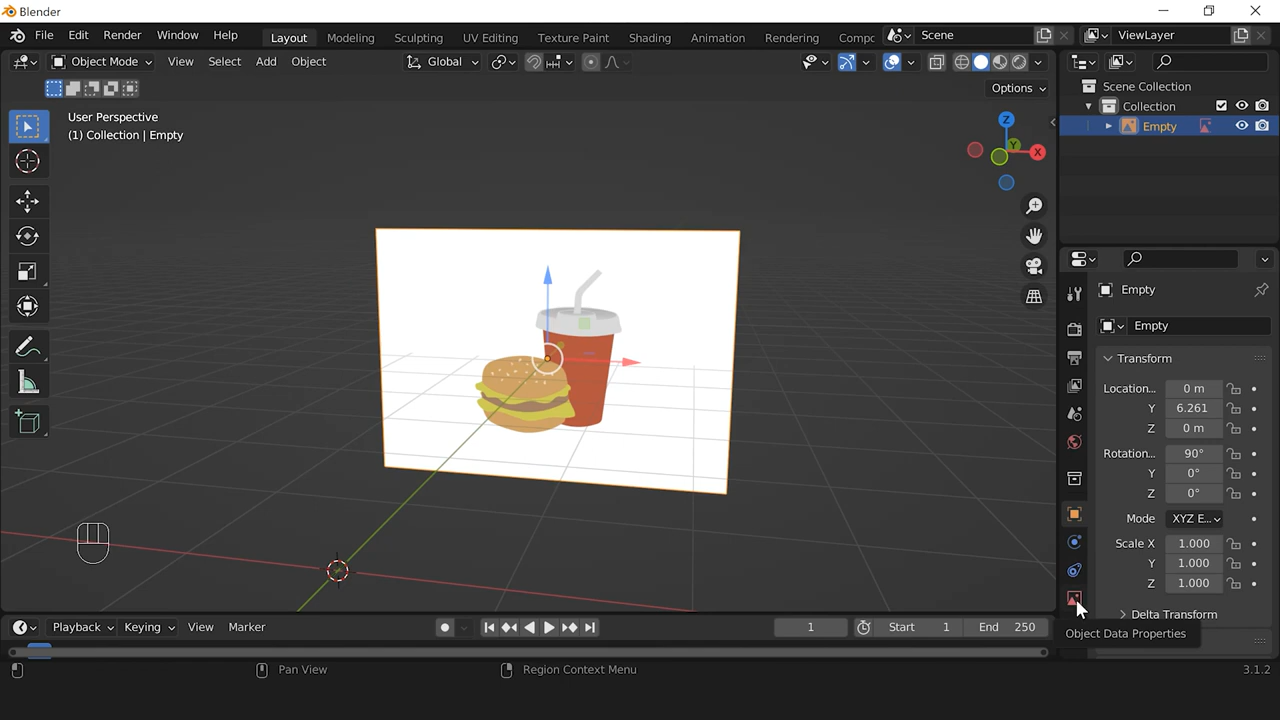 Blender
File Edit Render Window Help Layout Modeling Sculpting UV Editing Texture Paint Shading Animation Rendering Compc Scene ViewLayer
Object Mode View Select Add Object Global
Options
User Perspective
(1) Collection | Empty
Z
Y
X
Scene Collection
Collection
Empty
Empty
Empty
Transform
Location... 0 m
Y 6.261
Z 0 m
Rotation... 90°
Y 0°
Z 0°
Mode XYZ E...
Scale X 1.000
Y 1.000
Z 1.000
Delta Transform
Object Data Properties
Playback Keying View Marker 1 Start 1 End 250
Pan View Region Context Menu 3.1.2